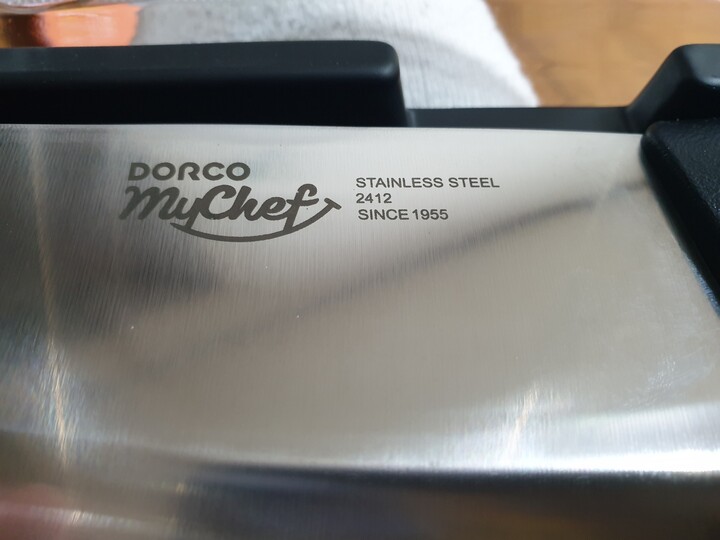 DORCO
MyChef
STAINLESS STEEL
2412
SINCE 1955